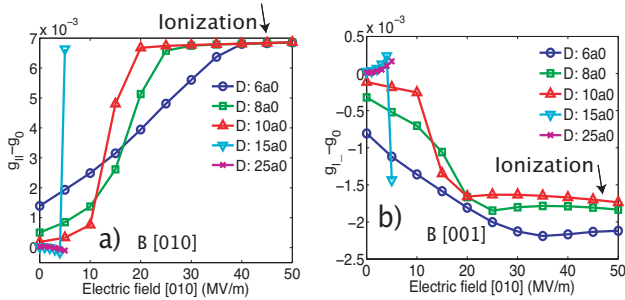 Ionization
x 10⁻³
7
6
5
4
3
2
1
0
g||−g₀
D: 6a0
D: 8a0
D: 10a0
D: 15a0
D: 25a0
a)
B [010]
0 10 20 30 40 50
Electric field [010] (MV/m)
x 10⁻³
0.5
0
−0.5
−1
−1.5
−2
−2.5
g⊥−g₀
D: 6a0
D: 8a0
D: 10a0
D: 15a0
D: 25a0
Ionization
b)
B [001]
0 10 20 30 40 50
Electric field [010] (MV/m)